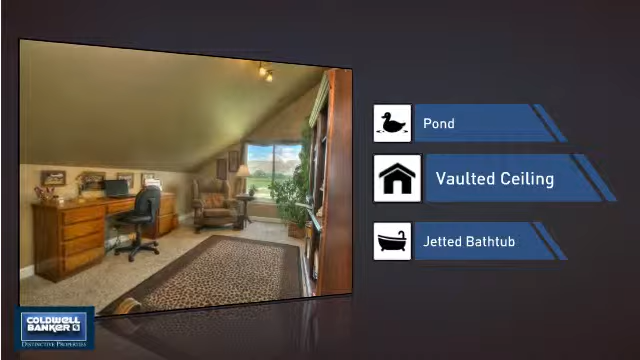 Pond
Vaulted Ceiling
Jetted Bathtub
COLDWELL
BANKER
DISTINCTIVE PROPERTIES